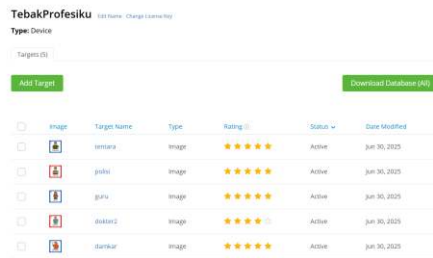 TebakProfesiku Edit Name Change License Key
Type: Device
Targets (5)
Add Target Download Database (All)
Image Target Name Type Rating Status Date Modified
tentara Image Active Jun 30, 2025
polisi Image Active Jun 30, 2025
guru Image Active Jun 30, 2025
dokter2 Image Active Jun 30, 2025
damkar Image Active Jun 30, 2025